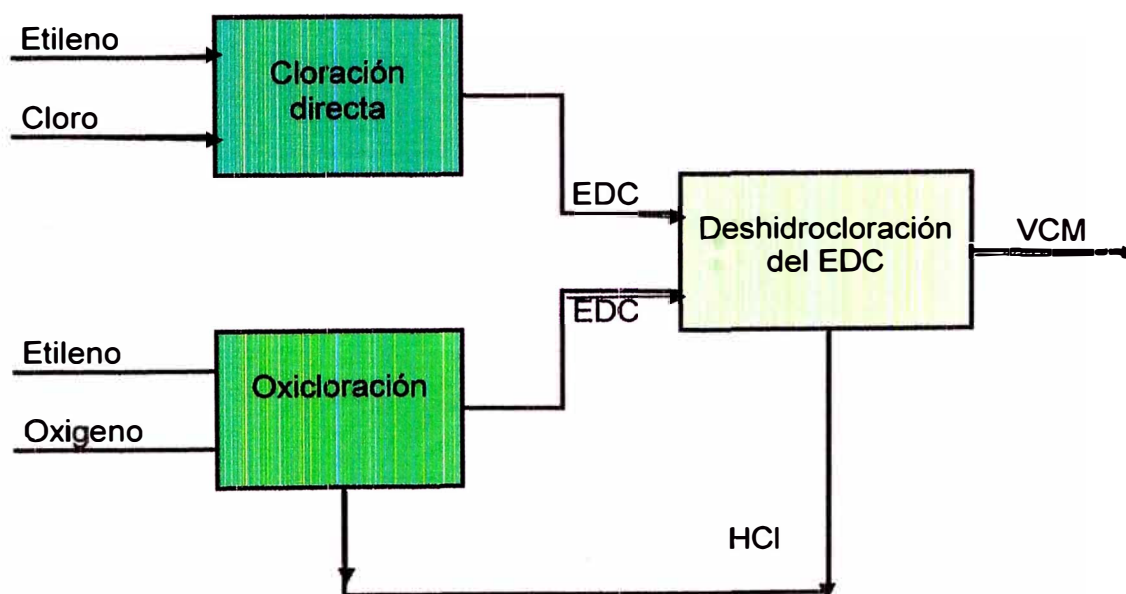 Etileno
Cloro
Cloración
directa
EDC
Deshidrocloración
del EDC
VCM
EDC
Etileno
Oxigeno
Oxicloración
HCl